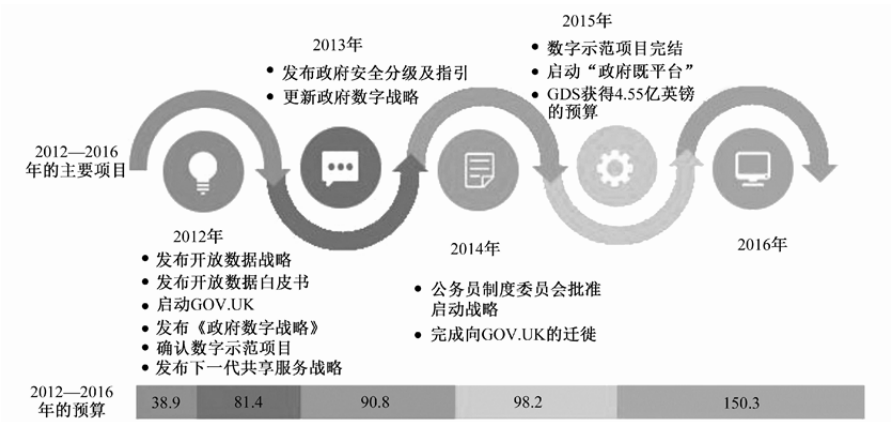 2012—2016
年的主要项目
2012年
• 发布开放数据战略
• 发布开放数据白皮书
• 启动GOV.UK
• 发布《政府数字战略》
• 确认数字示范项目
• 发布下一代共享服务战略
2013年
• 发布政府安全分级及指引
• 更新政府数字战略
2014年
• 公务员制度委员会批准
启动战略
• 完成向GOV.UK的迁徙
2015年
• 数字示范项目完结
• 启动“政府既平台”
• GDS获得4.55亿英镑
的预算
2016年
2012—2016
年的预算
38.9
81.4
90.8
98.2
150.3